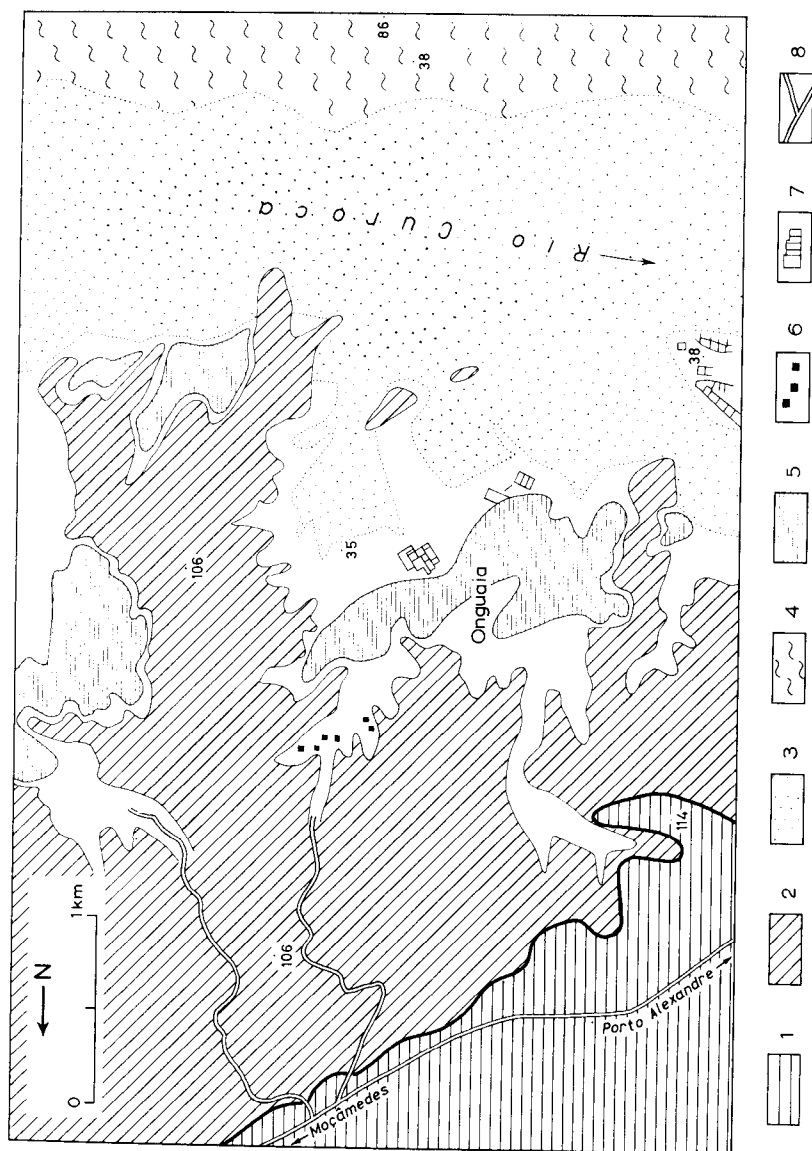 N
0 1km
Moçâmedes
Porto Alexandre
106
106
114
35
Onguaia
38
Rio Curoca
38
86
1 2 3 4 5 6 7 8